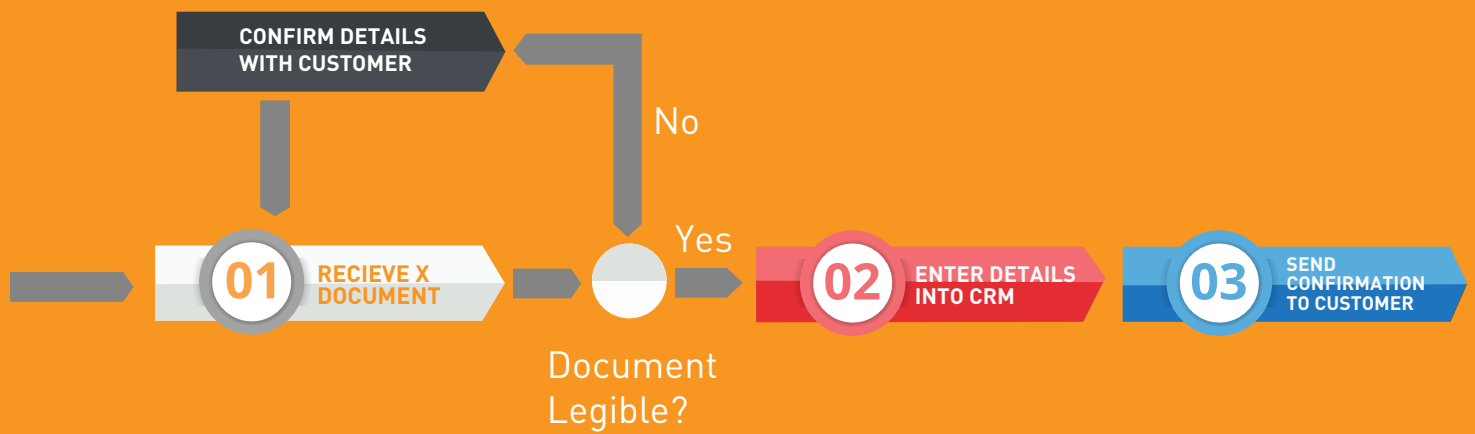 CONFIRM DETAILS
WITH CUSTOMER
No
01
RECIEVE X
DOCUMENT
Yes
Document
Legible?
02
ENTER DETAILS
INTO CRM
03
SEND
CONFIRMATION
TO CUSTOMER